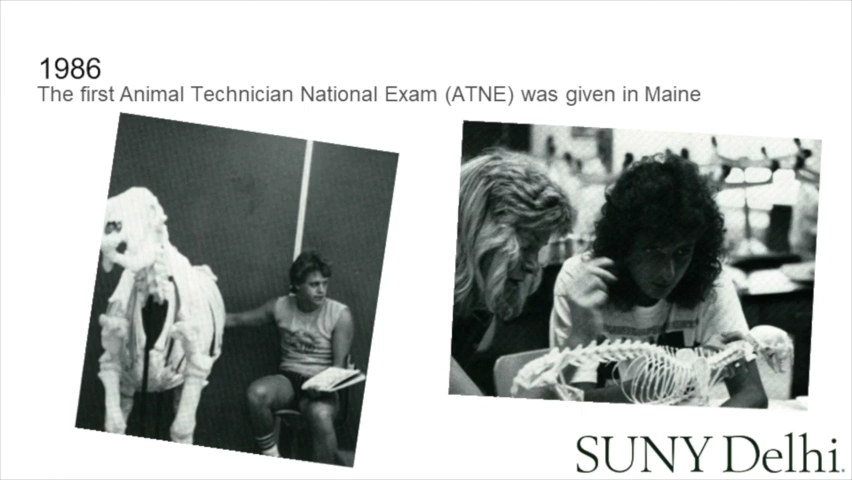 1986
The first Animal Technician National Exam (ATNE) was given in Maine
SUNY Delhi.